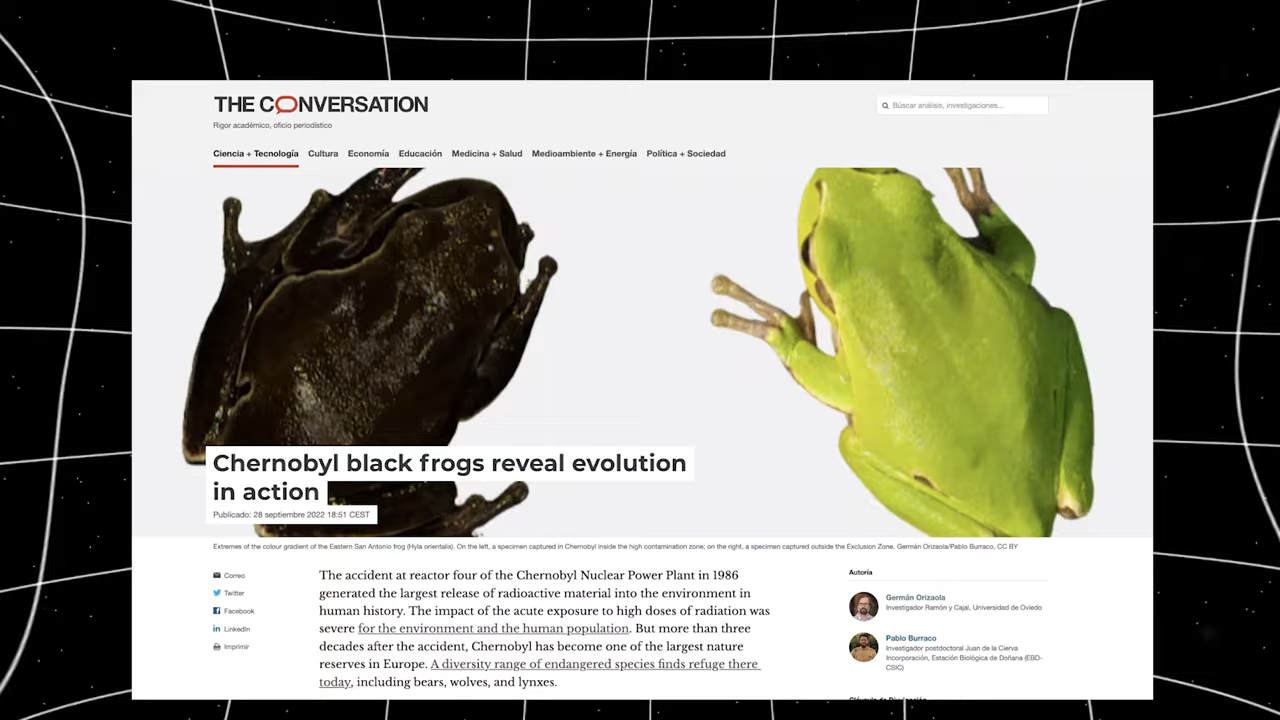 THE CONVERSATION
Rigor académico, oficio periodístico
Búscar análisis, investigaciones...
Ciencia + Tecnología Cultura Economía Educación Medicina + Salud Medioambiente + Energía Política + Sociedad
Chernobyl black frogs reveal evolution
in action
Publicado: 28 septiembre 2022 18:51 CEST
Extremes of the colour gradient of the Eastern San Antonio frog (Hyla orientalis). On the left, a specimen captured in Chernobyl inside the high contamination zone; on the right, a specimen captured outside the Exclusion Zone. Germán Orizaola/Pablo Burraco, CC BY
Correo
Twitter
Facebook
LinkedIn
Imprimir
The accident at reactor four of the Chernobyl Nuclear Power Plant in 1986
generated the largest release of radioactive material into the environment in
human history. The impact of the acute exposure to high doses of radiation was
severe for the environment and the human population. But more than three
decades after the accident, Chernobyl has become one of the largest nature
reserves in Europe. A diversity range of endangered species finds refuge there
today, including bears, wolves, and lynxes.
Autoría
Germán Orizaola
Investigador Ramón y Cajal, Universidad de Oviedo
Pablo Burraco
Investigador postdoctoral Juan de la Cierva
Incorporación, Estación Biológica de Doñana (EBD-
CSIC)